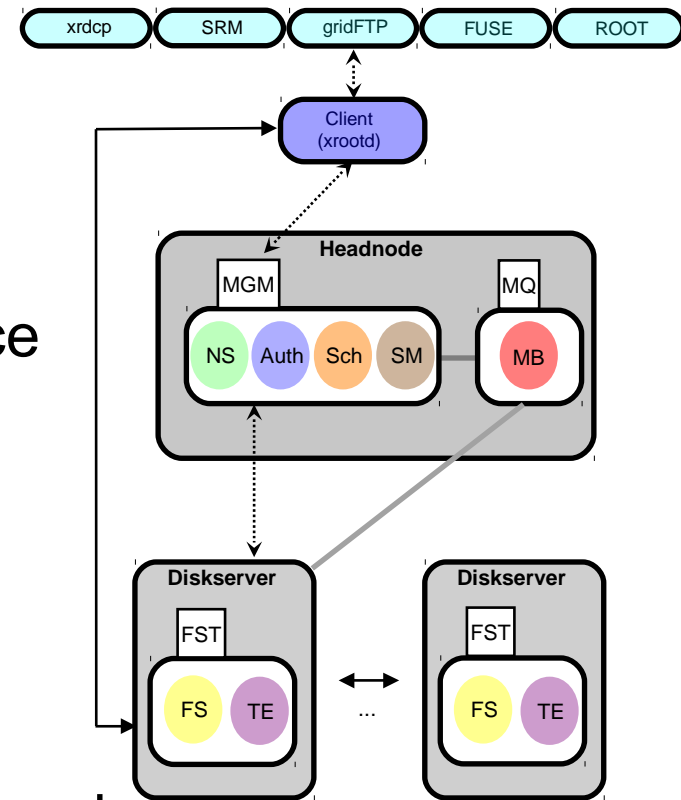 xrdcp SRM gridFTP FUSE ROOT
Client
(xrootd)
Headnode
MGM MQ
ce
NS Auth Sch SM MB
Diskserver Diskserver
FST FST
FS TE ... FS TE